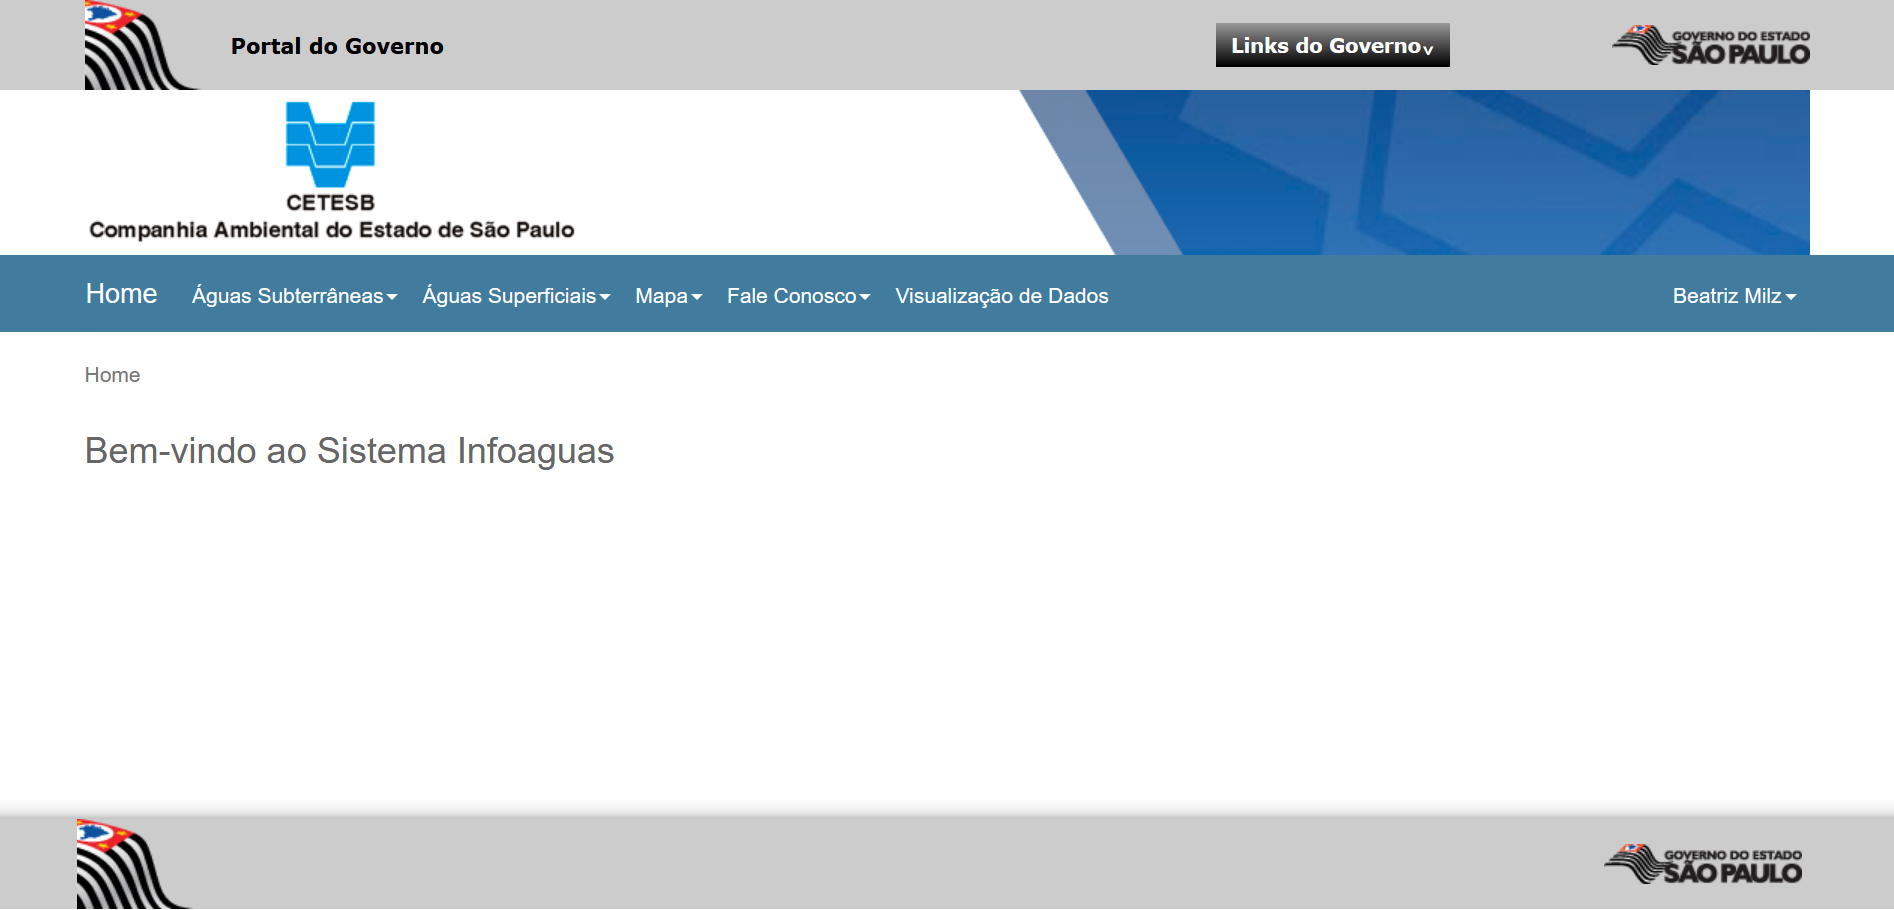 Portal do Governo
Links do Governo v
GOVERNO DO ESTADO
SÃO PAULO
CETESB
Companhia Ambiental do Estado de São Paulo
Home Águas Subterrâneas Águas Superficiais Mapa Fale Conosco Visualização de Dados Beatriz Milz
Home
Bem-vindo ao Sistema Infoaguas
GOVERNO DO ESTADO
SÃO PAULO